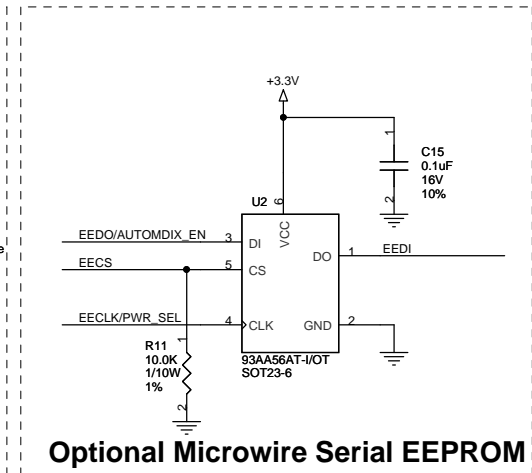 +3.3V
1
C15
0.1uF
16V
10%
2
U2
6
VCC
EEDO/AUTOMDIX_EN 3 DI
DO 1 EEDI
e
EECS 5 CS
EECLK/PWR_SEL 4 CLK
GND 2
1
R11
10.0K
1/10W
1%
2
93AA56AT-I/OT
SOT23-6
Optional Microwire Serial EEPROM